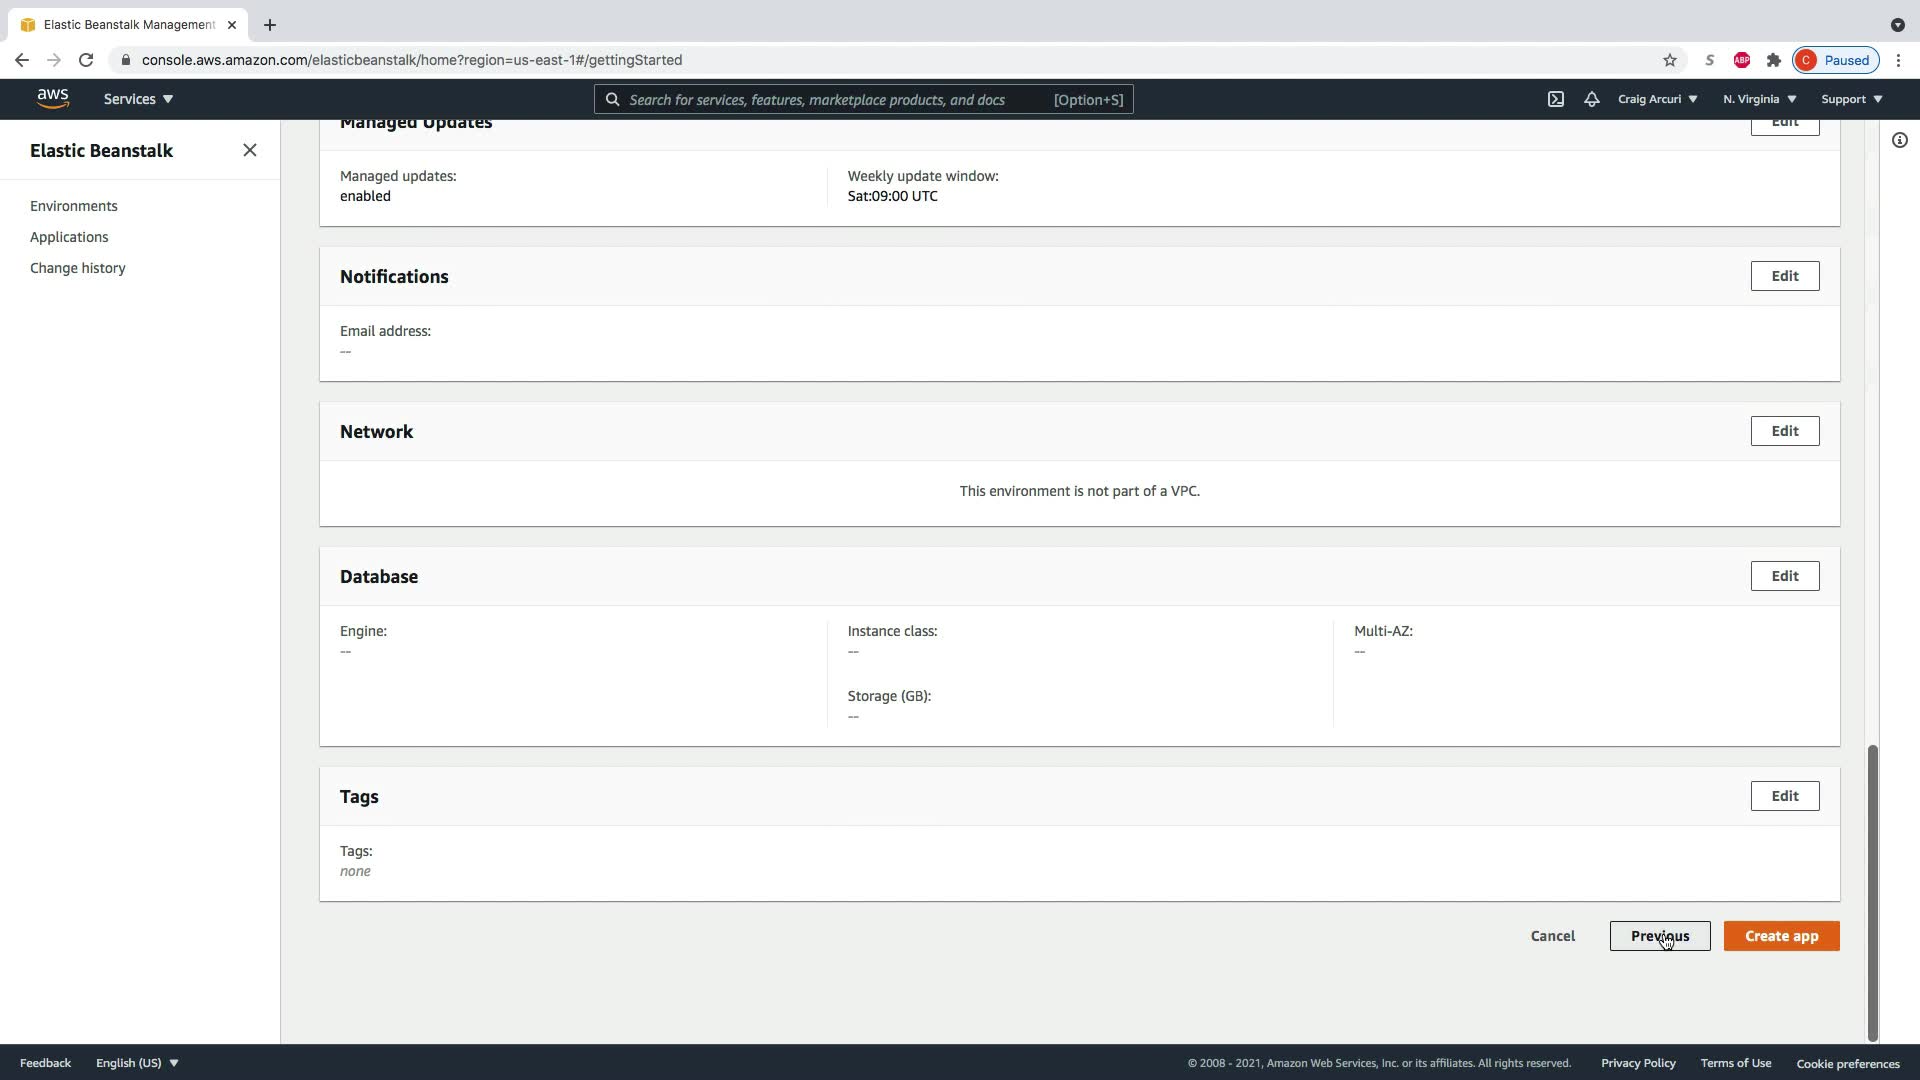 Elastic Beanstalk Management
console.aws.amazon.com/elasticbeanstalk/home?region=us-east-1#/gettingStarted
S
ABP
C
Paused
aws
Services
Search for services, features, marketplace products, and docs
[Option+S]
Craig Arcuri
N. Virginia
Support
Elastic Beanstalk
Environments
Applications
Change history
Managed Updates
Edit
Managed updates:
enabled
Weekly update window:
Sat:09:00 UTC
Notifications
Edit
Email address:
--
Network
Edit
This environment is not part of a VPC.
Database
Edit
Engine:
--
Instance class:
--
Storage (GB):
--
Multi-AZ:
--
Tags
Edit
Tags:
none
Cancel
Previous
Create app
Feedback
English (US)
© 2008 - 2021, Amazon Web Services, Inc. or its affiliates. All rights reserved.
Privacy Policy
Terms of Use
Cookie preferences